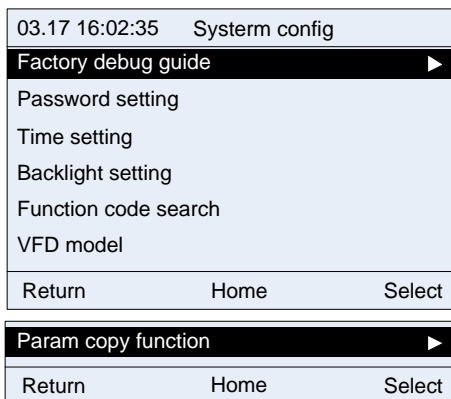 03.17 16:02:35 Systerm config
Factory debug guide ▶
Password setting
Time setting
Backlight setting
Function code search
VFD model
Return Home Select
Param copy function ▶
Return Home Select